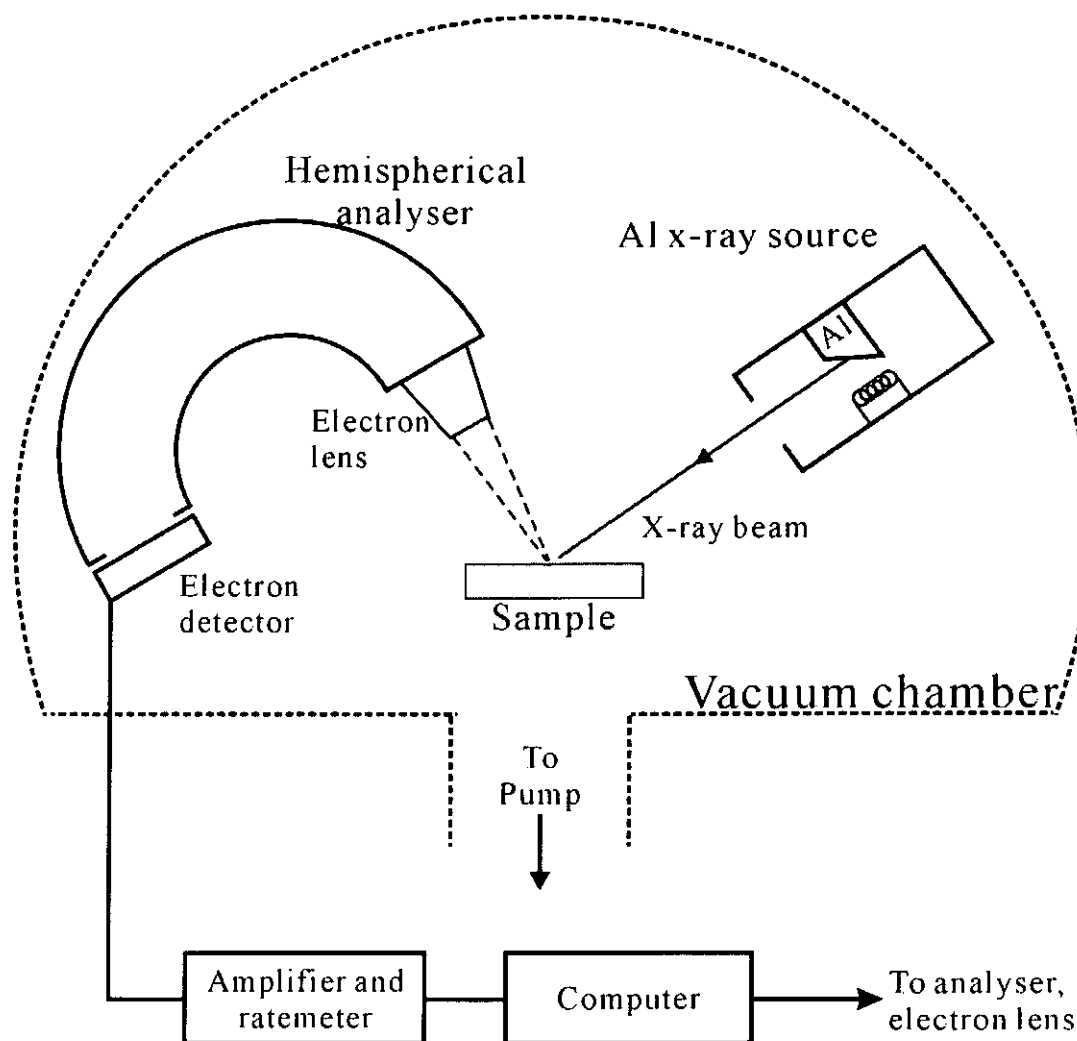 Hemispherical
analyser
Al x-ray source
Al
Electron
lens
X-ray beam
Electron
detector
Sample
Vacuum chamber
To
Pump
Amplifier and
ratemeter
Computer
To analyser,
electron lens